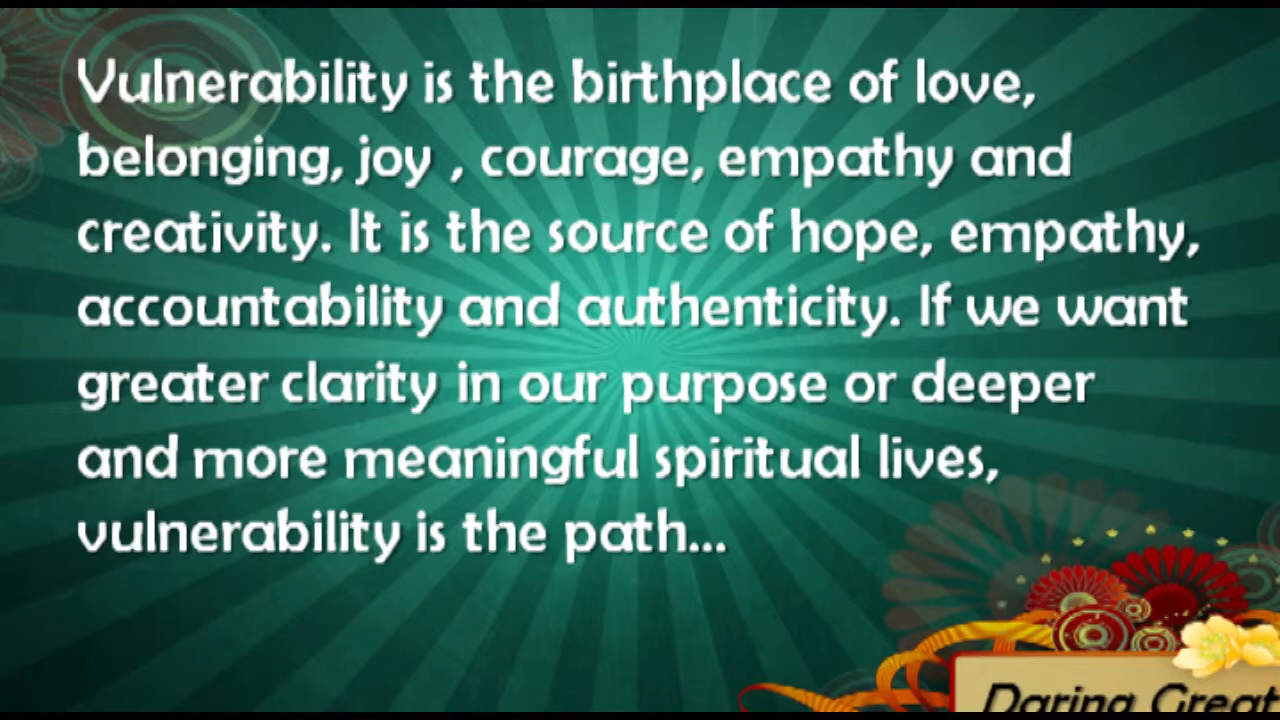 Vulnerability is the birthplace of love,
belonging, joy , courage, empathy and
creativity. It is the source of hope, empathy,
accountability and authenticity. If we want
greater clarity in our purpose or deeper
and more meaningful spiritual lives,
vulnerability is the path...
Daring Great